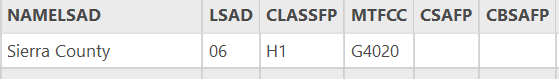 NAMELSAD LSAD CLASSFP MTFCC CSAFP CBSAFP
Sierra County 06 H1 G4020